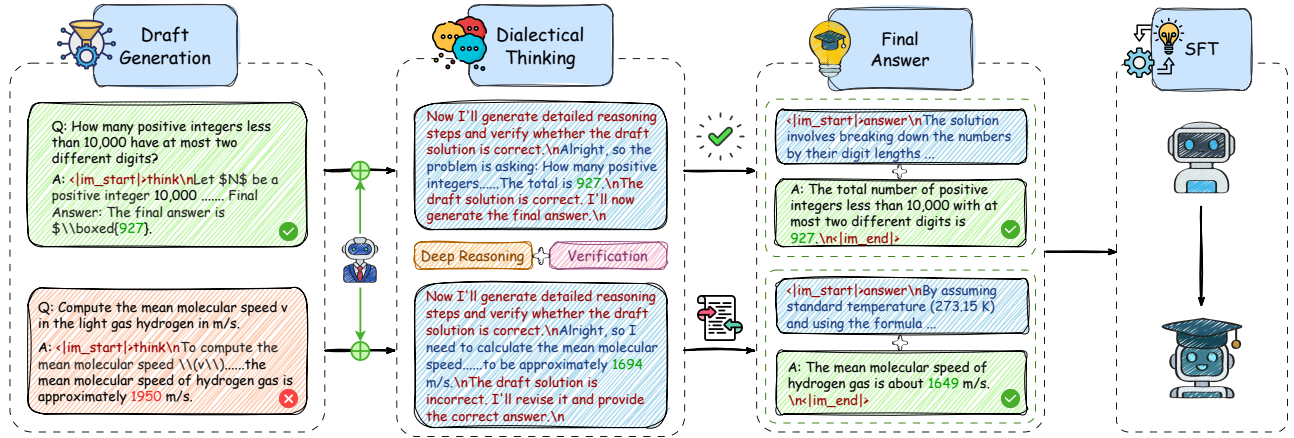 Draft
Generation
Q: How many positive integers less
than 10,000 have at most two
different digits?
A: <|im_start|>think\nLet $N$ be a
positive integer 10,000 ....... Final
Answer: The final answer is
$\\boxed{927}.
Q: Compute the mean molecular speed v
in the light gas hydrogen in m/s.
A: <|im_start|>think\nTo compute the
mean molecular speed \\(v\\)......the
mean molecular speed of hydrogen gas is
approximately 1950 m/s.
Dialectical
Thinking
Now I'll generate detailed reasoning
steps and verify whether the draft
solution is correct.\nAlright, so the
problem is asking: How many positive
integers......The total is 927.\nThe
draft solution is correct. I'll now
generate the final answer.\n
Deep Reasoning
Verification
Now I'll generate detailed reasoning
steps and verify whether the draft
solution is correct.\nAlright, so I
need to calculate the mean molecular
speed......to be approximately 1694
m/s.\nThe draft solution is
incorrect. I'll revise it and provide
the correct answer.\n
Final
Answer
<|im_start|>answer\nThe solution
involves breaking down the numbers
by their digit lengths ...
A: The total number of positive
integers less than 10,000 with at
most two different digits is
927.\n<|im_end|>
<|im_start|>answer\nBy assuming
standard temperature (273.15 K)
and using the formula ...
A: The mean molecular speed of
hydrogen gas is about 1649 m/s.
\n<|im_end|>
SFT